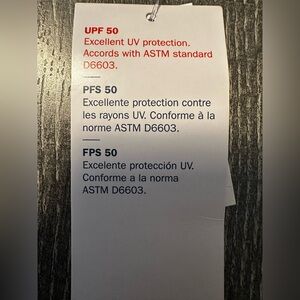 UPF 50
Excellent UV protection.
Accords with ASTM standard
D6603.
PFS 50
Excellente protection contre
les rayons UV. Conforme à la
norme ASTM D6603.
FPS 50
Excelente protección UV.
Conforme a la norma
ASTM D6603.